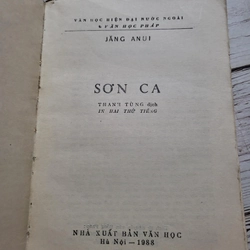 VĂN HỌC HIỆN ĐẠI NƯỚC NGOÀI
VĂN HỌC PHÁP
JĂNG ANUI
SƠN CA
THANH TÙNG dịch
IN LẦN THỨ
NHÀ XUẤT BẢN VĂN HỌC
Hà Nội – 1988